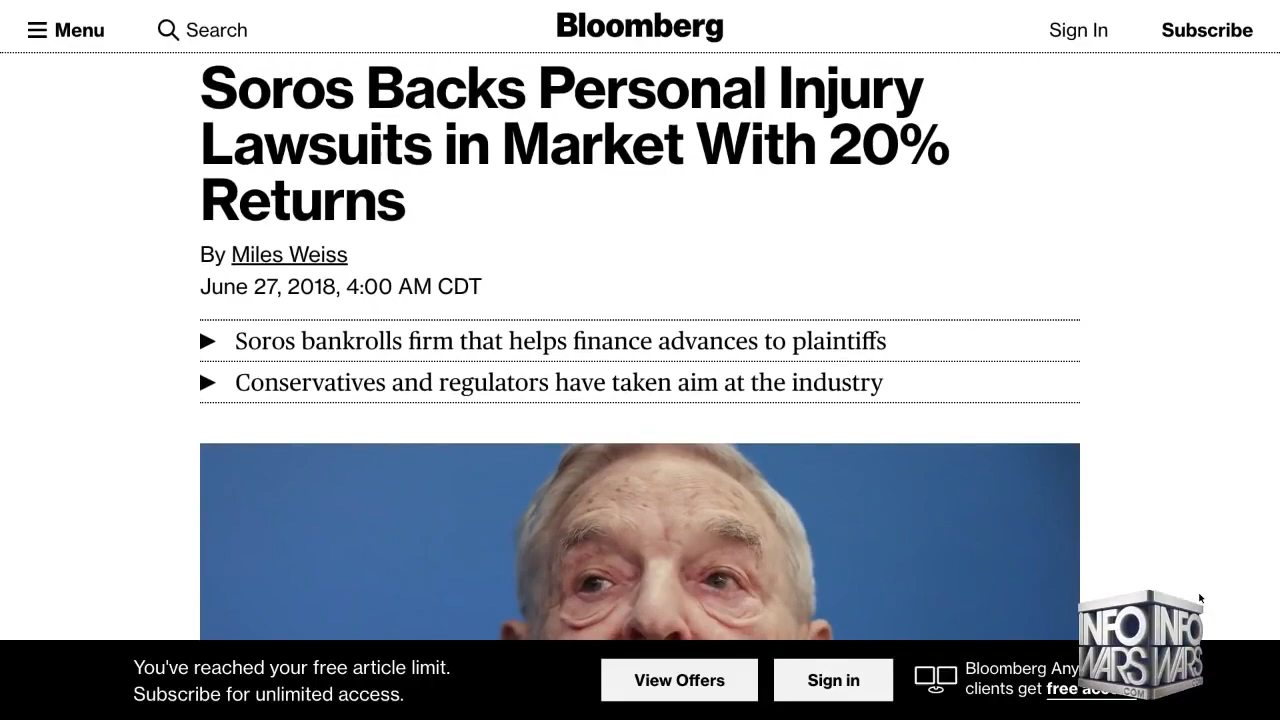 Menu
Search
Bloomberg
Sign In
Subscribe
Soros Backs Personal Injury
Lawsuits in Market With 20%
Returns
By Miles Weiss
June 27, 2018, 4:00 AM CDT
Soros bankrolls firm that helps finance advances to plaintiffs
Conservatives and regulators have taken aim at the industry
You've reached your free article limit.
Subscribe for unlimited access.
View Offers
Sign in
Bloomberg Any
clients get free
INFO INFO
WARS WARS
.COM